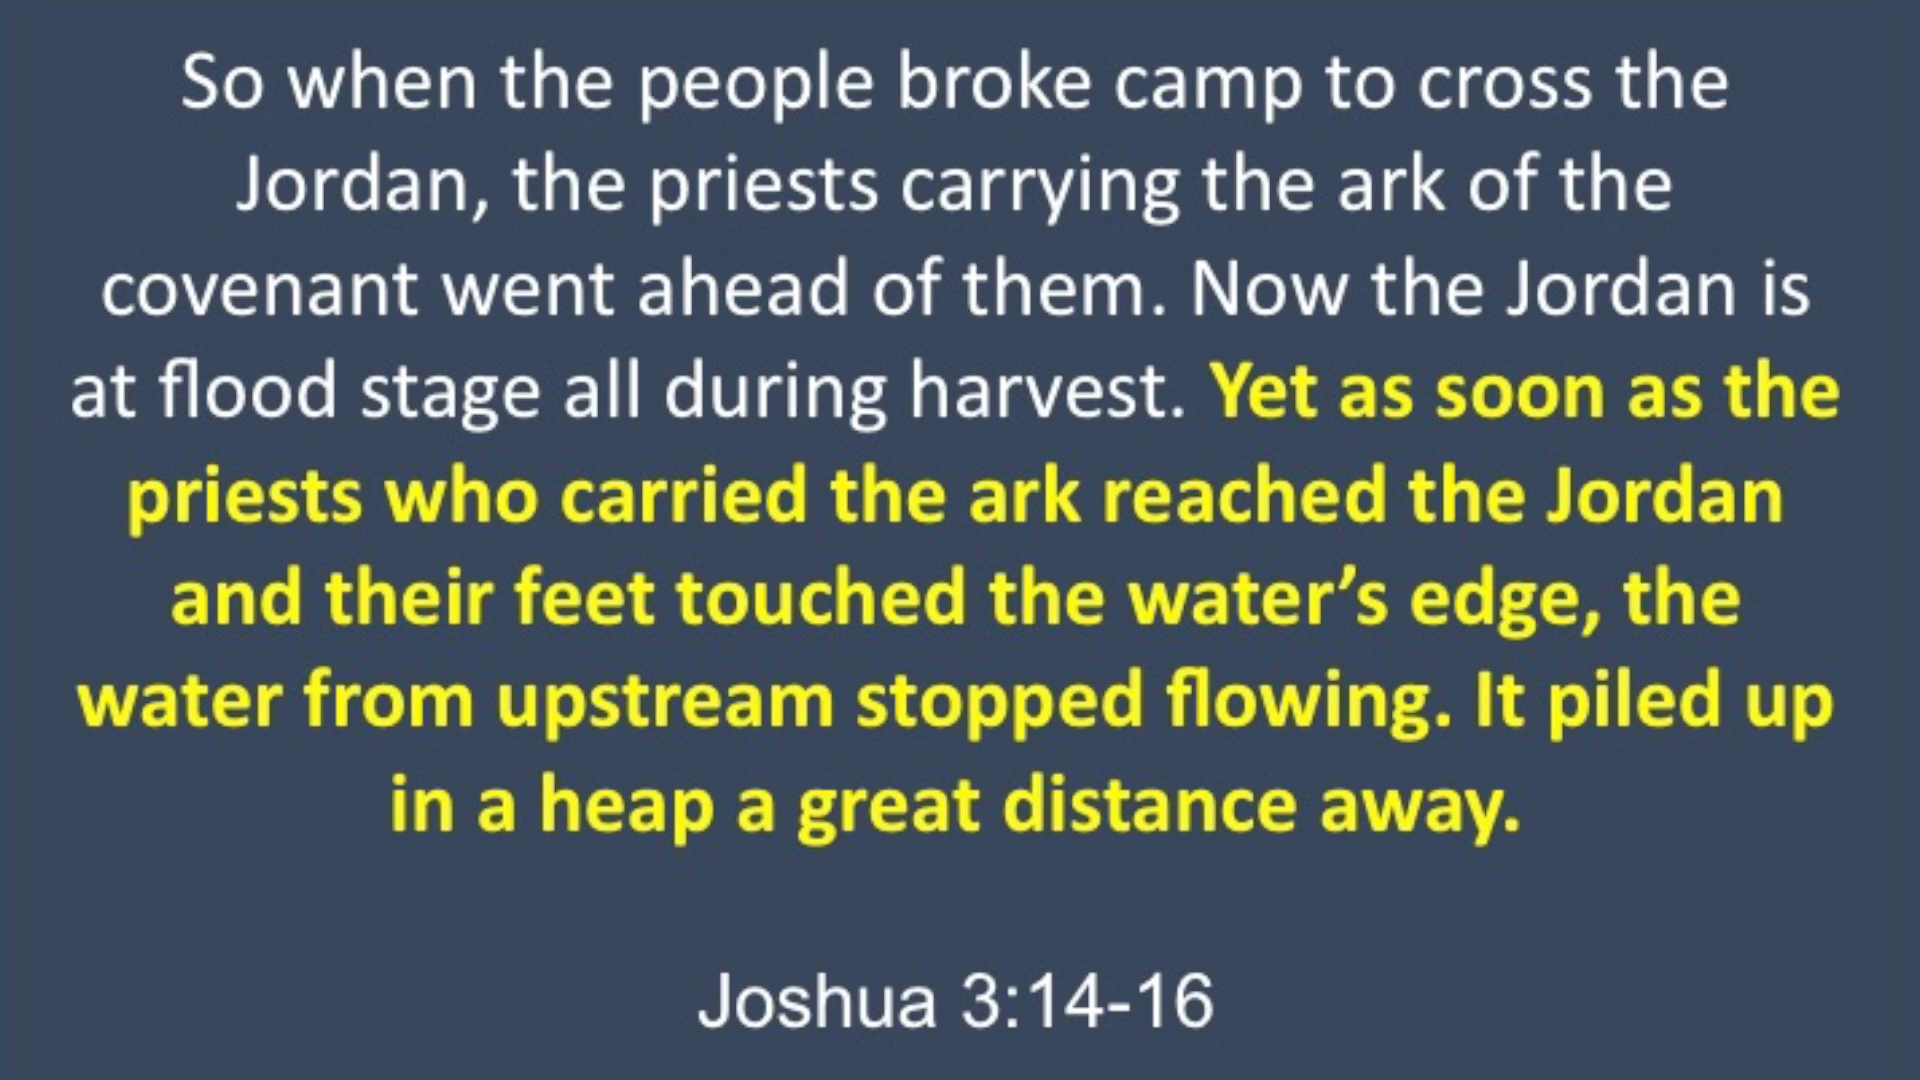 So when the people broke camp to cross the
Jordan, the priests carrying the ark of the
covenant went ahead of them. Now the Jordan is
at flood stage all during harvest. Yet as soon as the
priests who carried the ark reached the Jordan
and their feet touched the water’s edge, the
water from upstream stopped flowing. It piled up
in a heap a great distance away.
Joshua 3:14-16